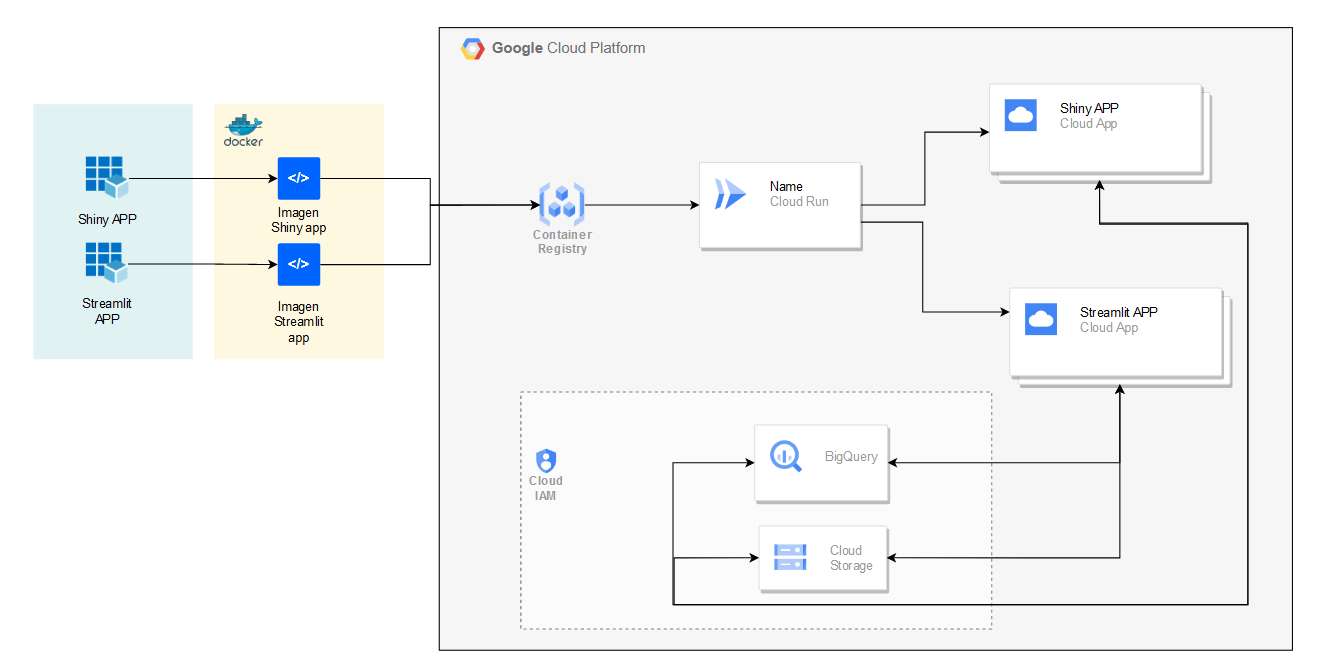 Google Cloud Platform
docker
Shiny APP
Streamlit
APP
</>
Imagen
Shiny app
</>
Imagen
Streamlit
app
Container
Registry
Name
Cloud Run
Shiny APP
Cloud App
Streamlit APP
Cloud App
Cloud
IAM
BigQuery
Cloud
Storage